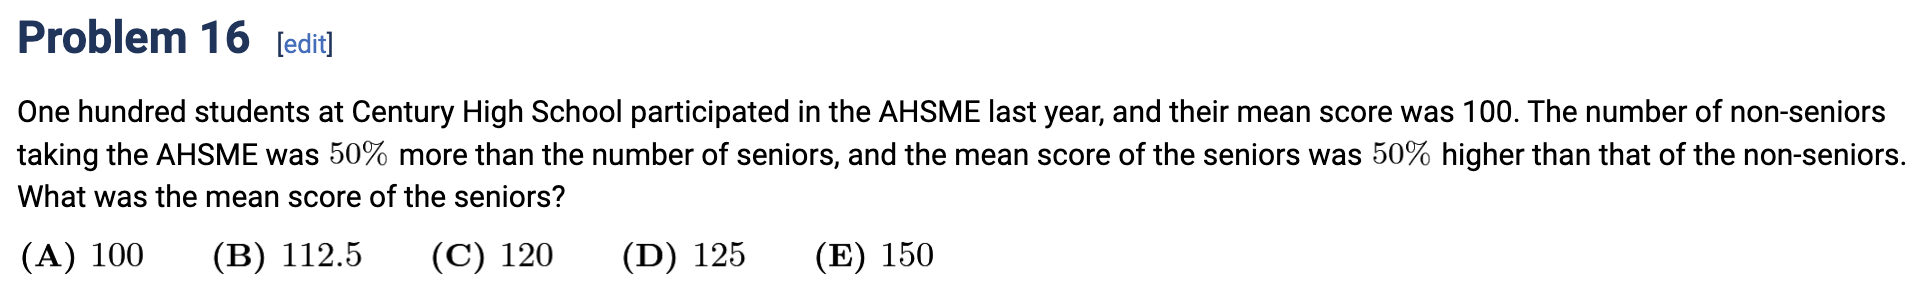 Problem 16 [edit]
One hundred students at Century High School participated in the AHSME last year, and their mean score was 100. The number of non-seniors
taking the AHSME was 50% more than the number of seniors, and the mean score of the seniors was 50% higher than that of the non-seniors.
What was the mean score of the seniors?
(A) 100 (B) 112.5 (C) 120 (D) 125 (E) 150